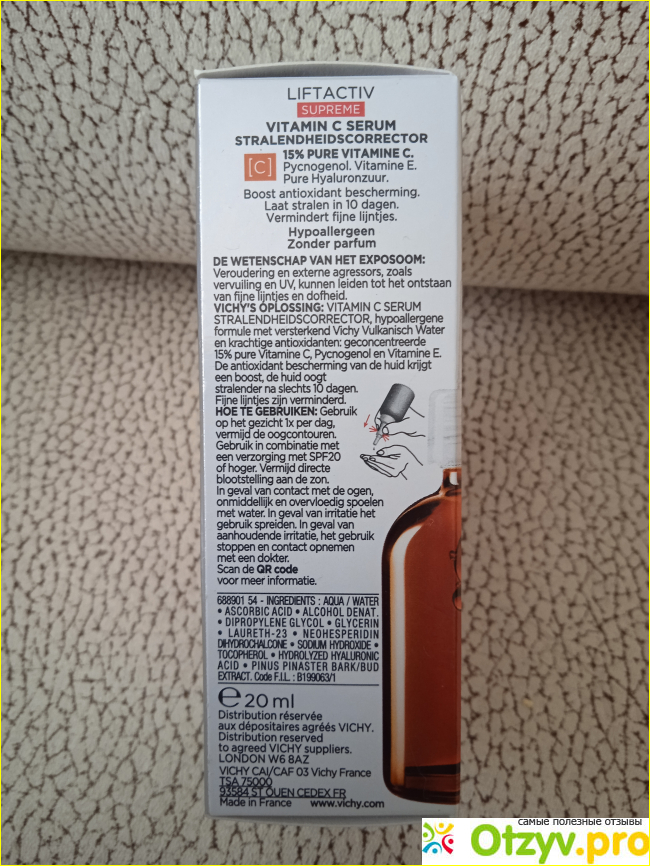 LIFTACTIV
SUPREME
VITAMIN C SERUM
STRALENDHEIDSCORRECTOR
[C]
15% PURE VITAMINE C.
Pycnogenol. Vitamine E.
Pure Hyaluronzuur.
Boost antioxidant bescherming.
Laat stralen in 10 dagen.
Vermindert fijne lijntjes.
Hypoallergeen
Zonder parfum
DE WETENSCHAP VAN HET EXPOSOOM:
Veroudering en externe agressors, zoals
vervuiling en UV, kunnen leiden tot het ontstaan
van fijne lijntjes en dofheid.
VICHY'S OPLOSSING: VITAMIN C SERUM
STRALENDHEIDSCORRECTOR, hypoallergene
formule met versterkend Vichy Vulkanisch Water
en krachtige antioxidanten: geconcentreerde
15% pure Vitamine C, Pycnogenol en Vitamine E.
De antioxidant bescherming van de huid krijgt
een boost, de huid oogt
stralender na slechts 10 dagen.
Fijne lijntjes zijn verminderd.
HOE TE GEBRUIKEN: Gebruik
op het gezicht 1x per dag,
vermijd de oogcontouren.
Gebruik in combinatie met
een verzorging met SPF20
of hoger. Vermijd directe
blootstelling aan de zon.
In geval van contact met de ogen,
onmiddellijk en overvloedig spoelen
met water. In geval van irritatie het
gebruik spreiden. In geval van
aanhoudende irritatie, het gebruik
stoppen en contact opnemen
met een dokter.
Scan de QR code
voor meer informatie.
688901 54 - INGREDIENTS : AQUA / WATER
• ASCORBIC ACID • ALCOHOL DENAT.
• DIPROPYLENE GLYCOL • GLYCERIN
• LAURETH-23 • NEOHESPERIDIN
DIHYDROCHALCONE • SODIUM HYDROXIDE •
TOCOPHEROL • HYDROLYZED HYALURONIC
ACID • PINUS PINASTER BARK/BUD
EXTRACT. Code F.I.L. : B199063/1
℮ 20 ml
Distribution réservée
aux dépositaires agréés VICHY.
Distribution reserved
to agreed VICHY suppliers.
LONDON W6 8AZ
VICHY CAI/CAF 03 Vichy France
TSA 75000
93584 ST OUEN CEDEX FR
Made in France www.vichy.com
самые полезные отзывы
Otzyv.pro